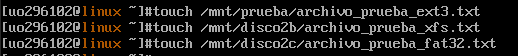 [uo296102@linux ~]#touch /mnt/prueba/archivo_prueba_ext3.txt
[uo296102@linux ~]#touch /mnt/disco2b/archivo_prueba_xfs.txt
[uo296102@linux ~]#touch /mnt/disco2c/archivo_prueba_fat32.txt